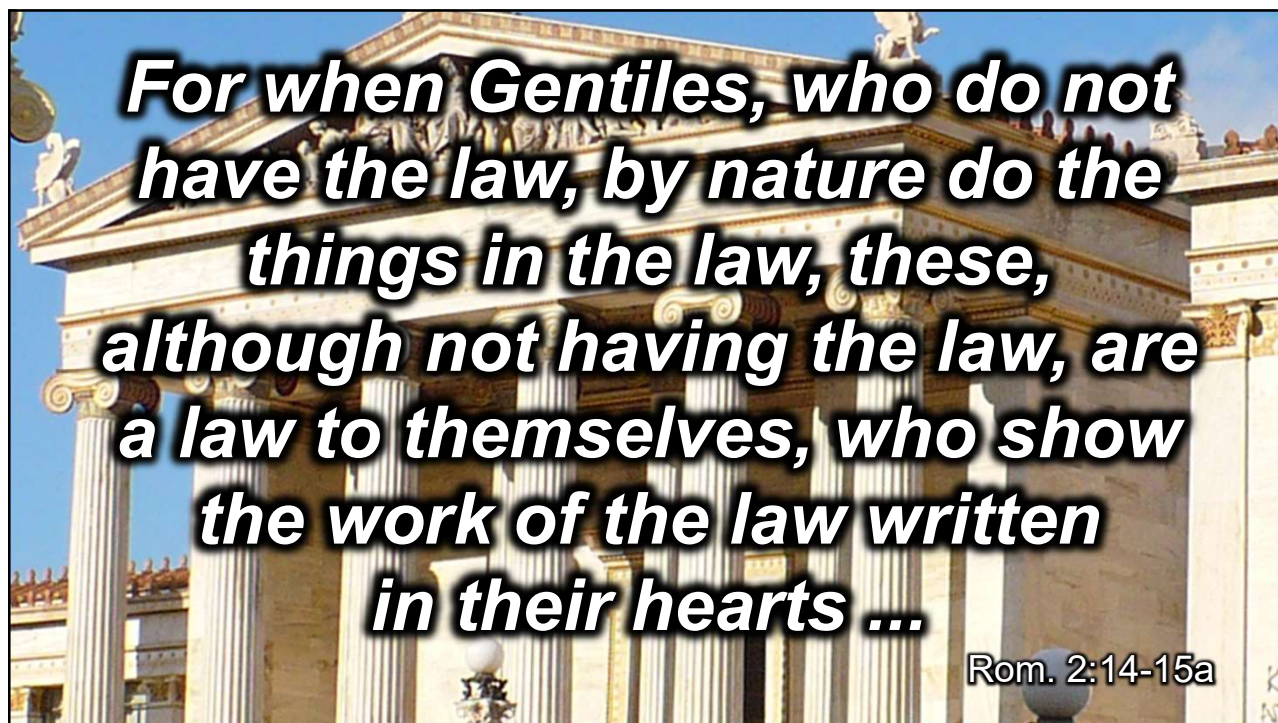 For when Gentiles, who do not
have the law, by nature do the
things in the law, these,
although not having the law, are
a law to themselves, who show
the work of the law written
in their hearts ...
Rom. 2:14-15a